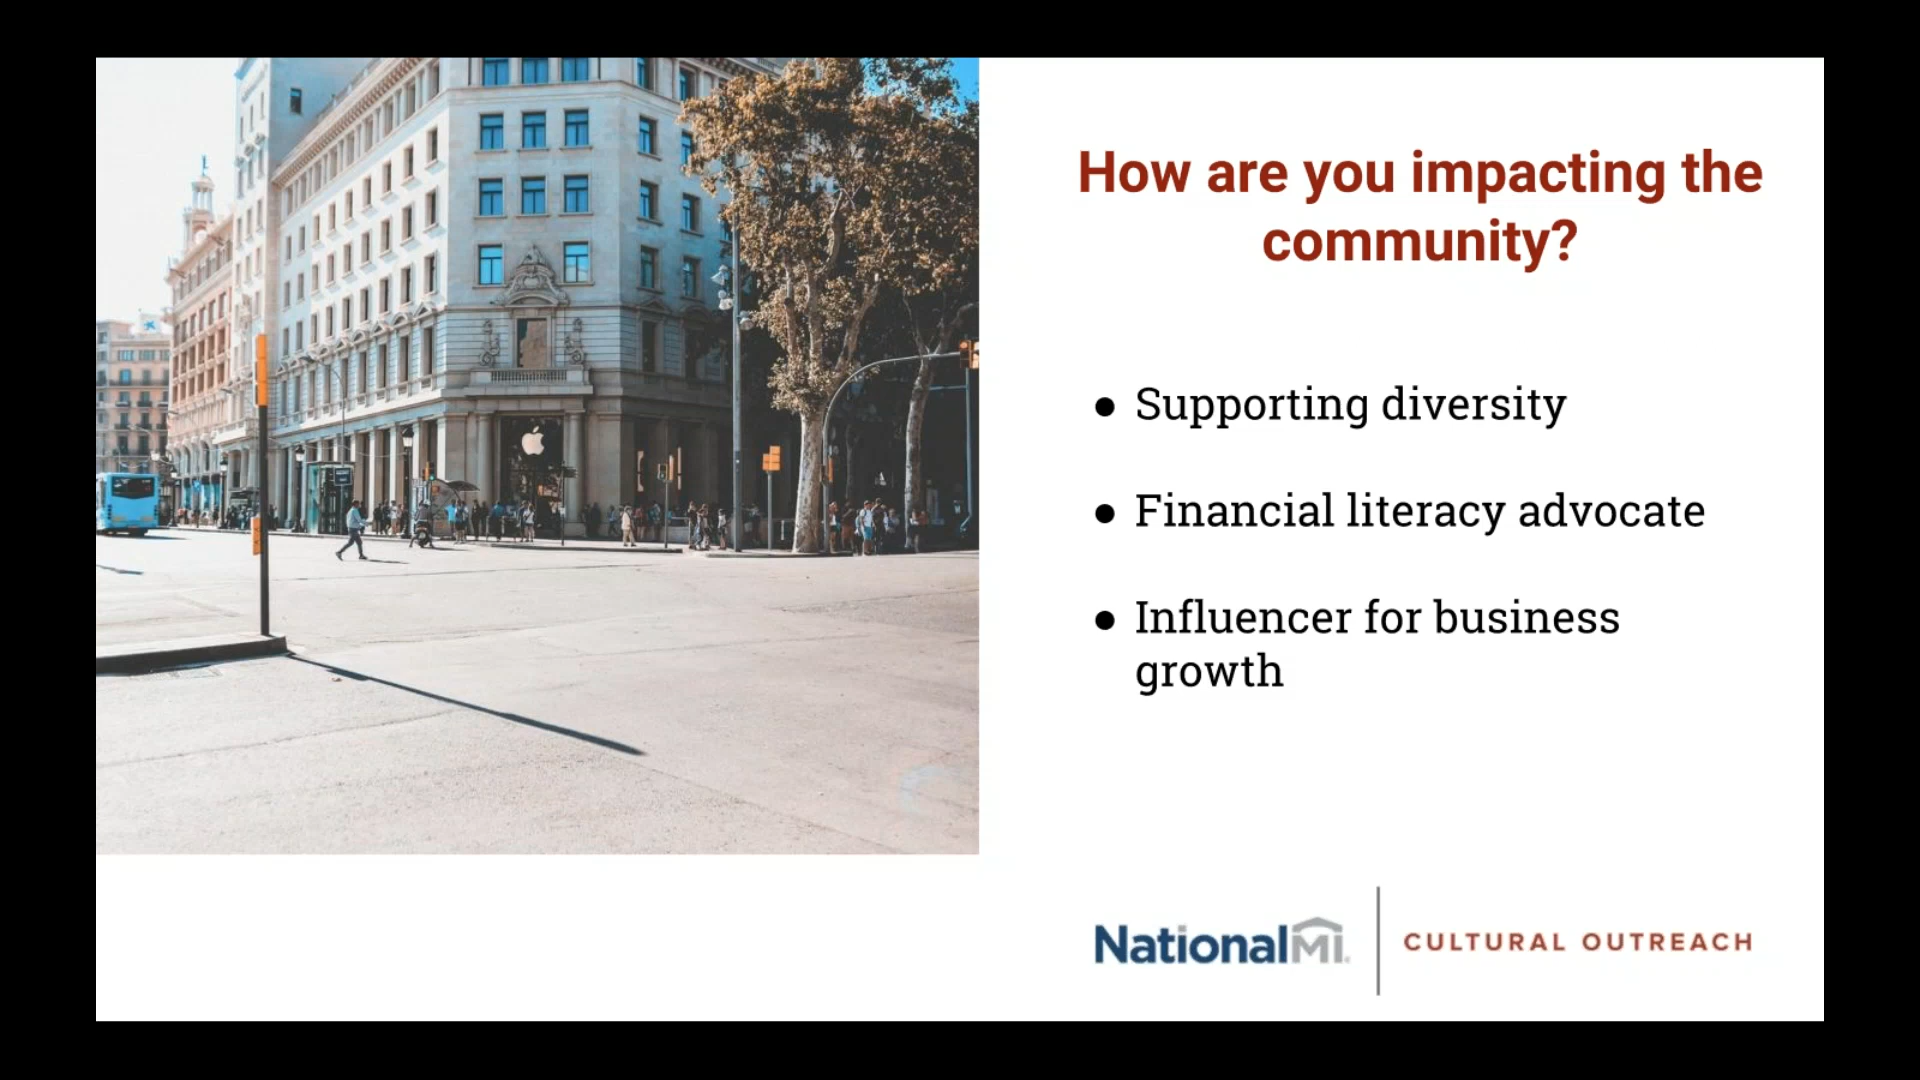 How are you impacting the
community?
● Supporting diversity
● Financial literacy advocate
● Influencer for business
growth
NationalMI.
CULTURAL OUTREACH